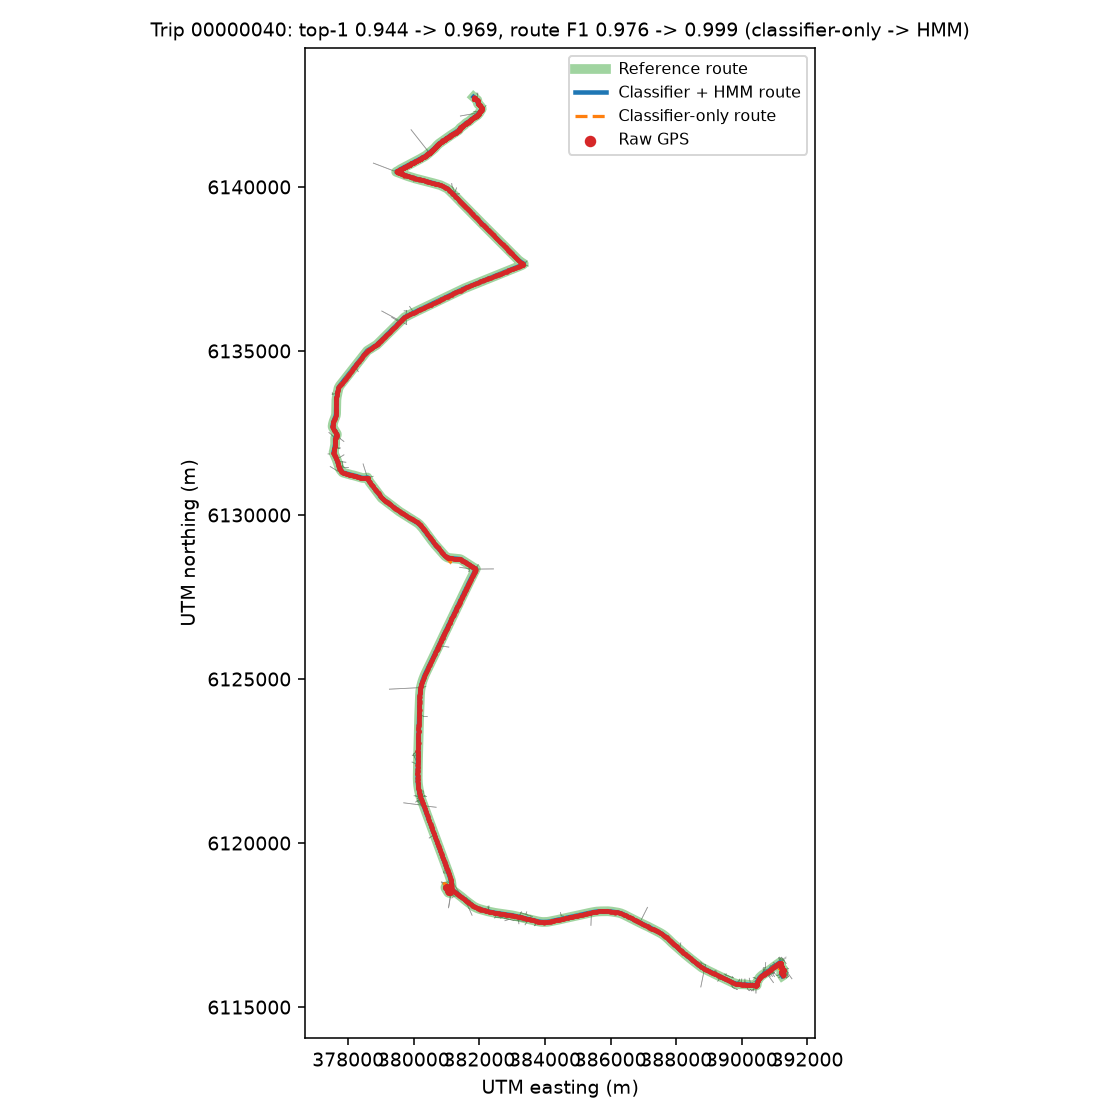 Trip 00000040: top-1 0.944 -> 0.969, route F1 0.976 -> 0.999 (classifier-only -> HMM)
Reference route
Classifier + HMM route
Classifier-only route
Raw GPS
6140000
6135000
6130000
6125000
6120000
6115000
UTM northing (m)
378000 380000 382000 384000 386000 388000 390000 392000
UTM easting (m)